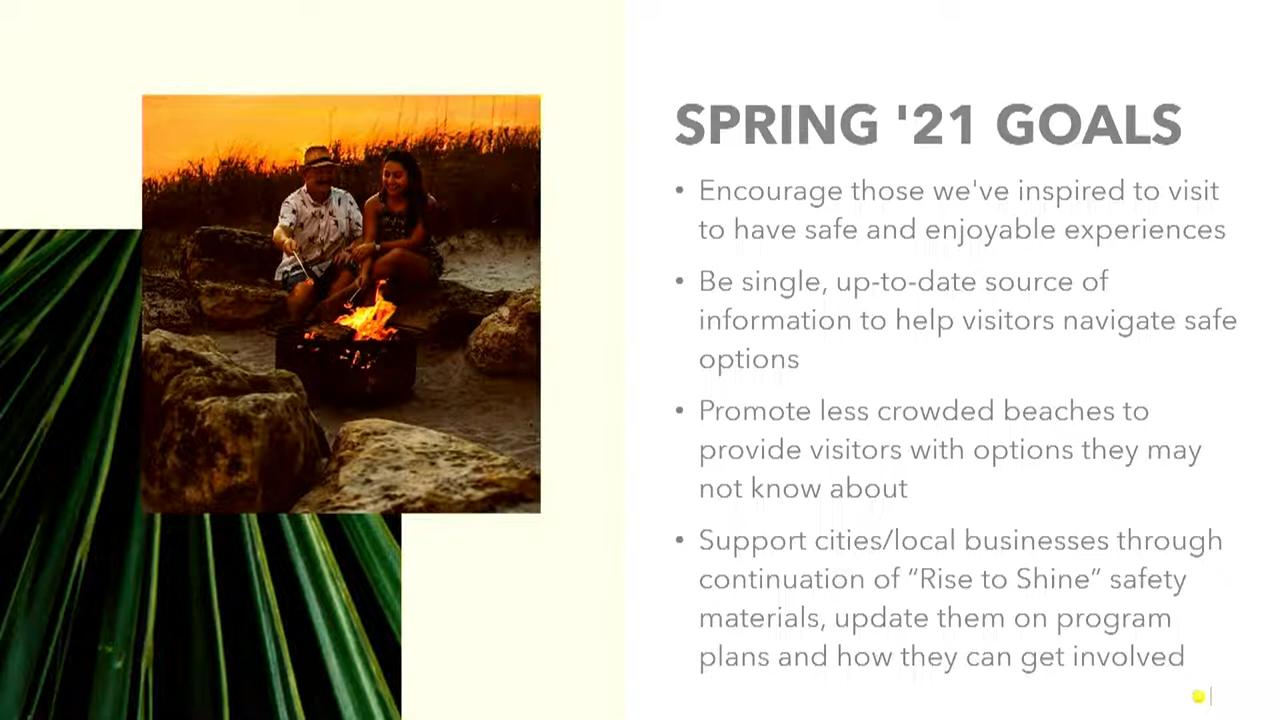 SPRING '21 GOALS
• Encourage those we've inspired to visit
to have safe and enjoyable experiences
• Be single, up-to-date source of
information to help visitors navigate safe
options
• Promote less crowded beaches to
provide visitors with options they may
not know about
• Support cities/local businesses through
continuation of “Rise to Shine” safety
materials, update them on program
plans and how they can get involved